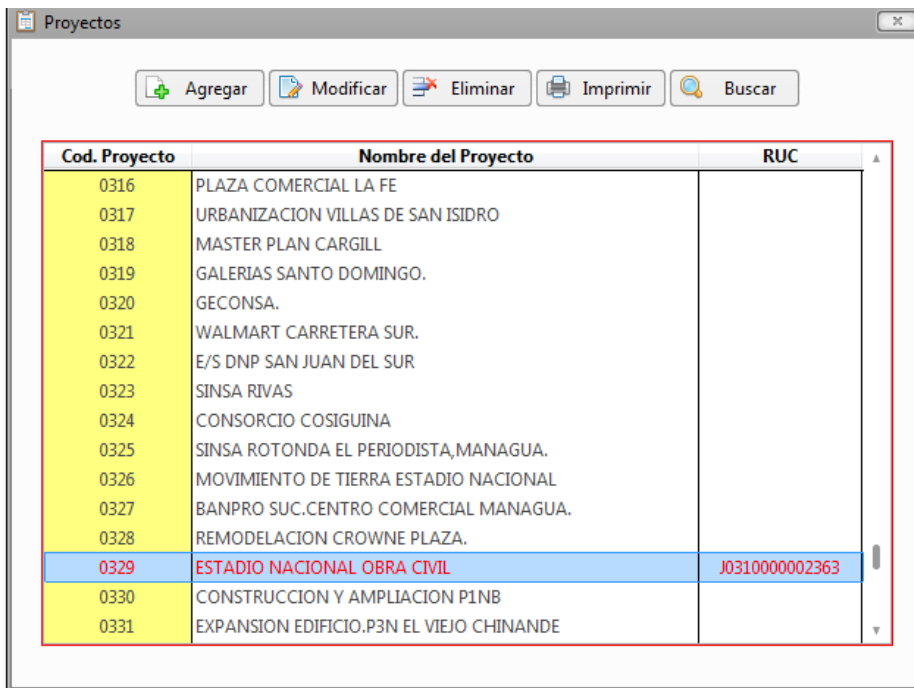 Proyectos
Agregar Modificar Eliminar Imprimir Buscar
Cod. Proyecto Nombre del Proyecto RUC
0316 PLAZA COMERCIAL LA FE
0317 URBANIZACION VILLAS DE SAN ISIDRO
0318 MASTER PLAN CARGILL
0319 GALERIAS SANTO DOMINGO.
0320 GECONSA.
0321 WALMART CARRETERA SUR.
0322 E/S DNP SAN JUAN DEL SUR
0323 SINSA RIVAS
0324 CONSORCIO COSIGUINA
0325 SINSA ROTONDA EL PERIODISTA,MANAGUA.
0326 MOVIMIENTO DE TIERRA ESTADIO NACIONAL
0327 BANPRO SUC.CENTRO COMERCIAL MANAGUA.
0328 REMODELACION CROWNE PLAZA.
0329 ESTADIO NACIONAL OBRA CIVIL J0310000002363
0330 CONSTRUCCION Y AMPLIACION P1NB
0331 EXPANSION EDIFICIO.P3N EL VIEJO CHINANDE